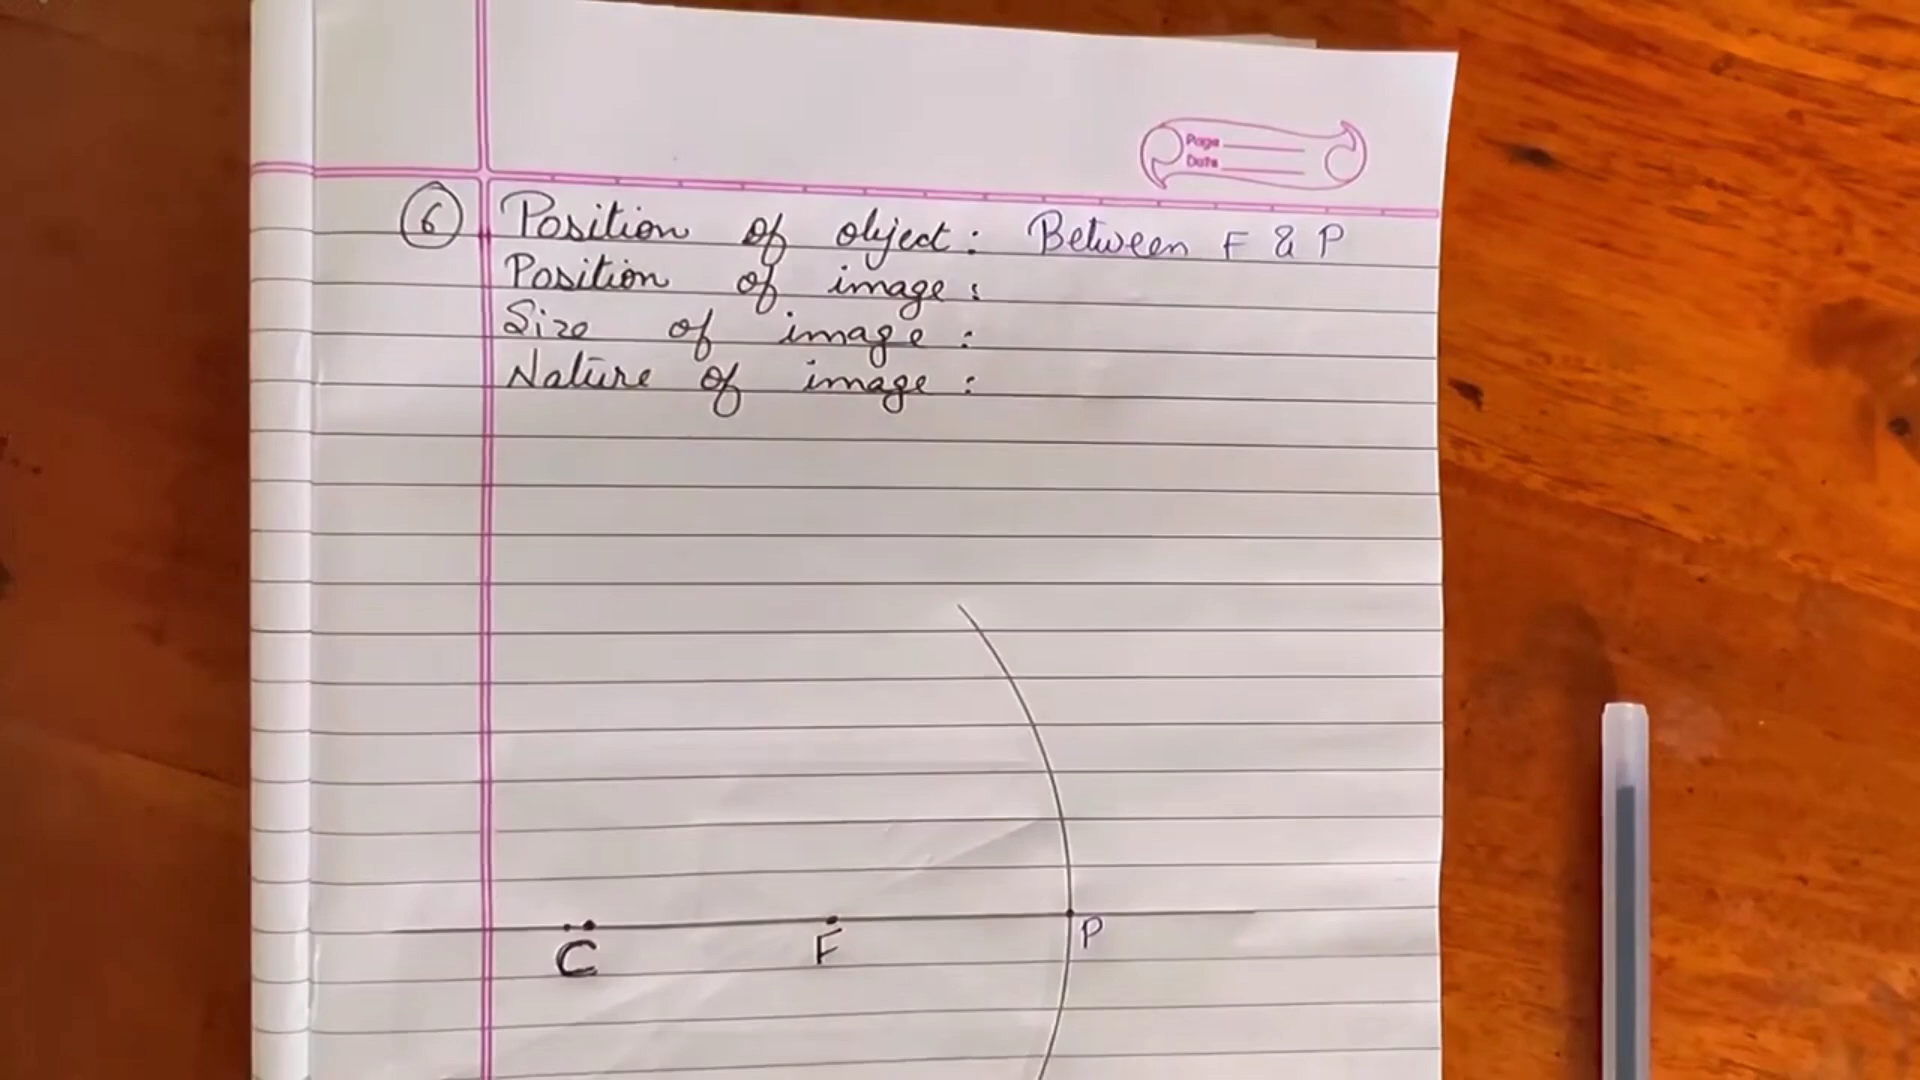 Page
Date
6 Position of object: Between F & P
Position of image:
Size of image:
Nature of image:
C F P